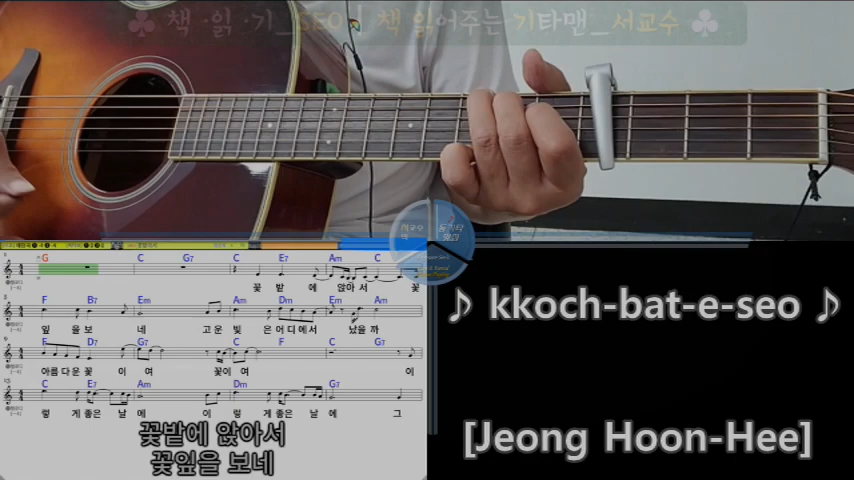 ♣ 책 ·읽 ·기_SEO | 책 읽어주는 기타맨_서교수 ♣
G C G7 C E7 Am C
꽃 밭 에 앉아 서 꽃
F B7 Em Am Dm Em Am
잎 을 보 네 고 운 빛 은 어 디 에 서 났 을 까
F D7 G7 C F C G7
아름 다 운 꽃 이 여 꽃이 여 이
C E7 Am Dm G7
렇 게 좋은 날 에 이 렇 게 좋은 날 에 그
꽃밭에 앉아서
꽃잎을 보네
♪ kkoch-bat-e-seo ♪
[Jeong Hoon-Hee]